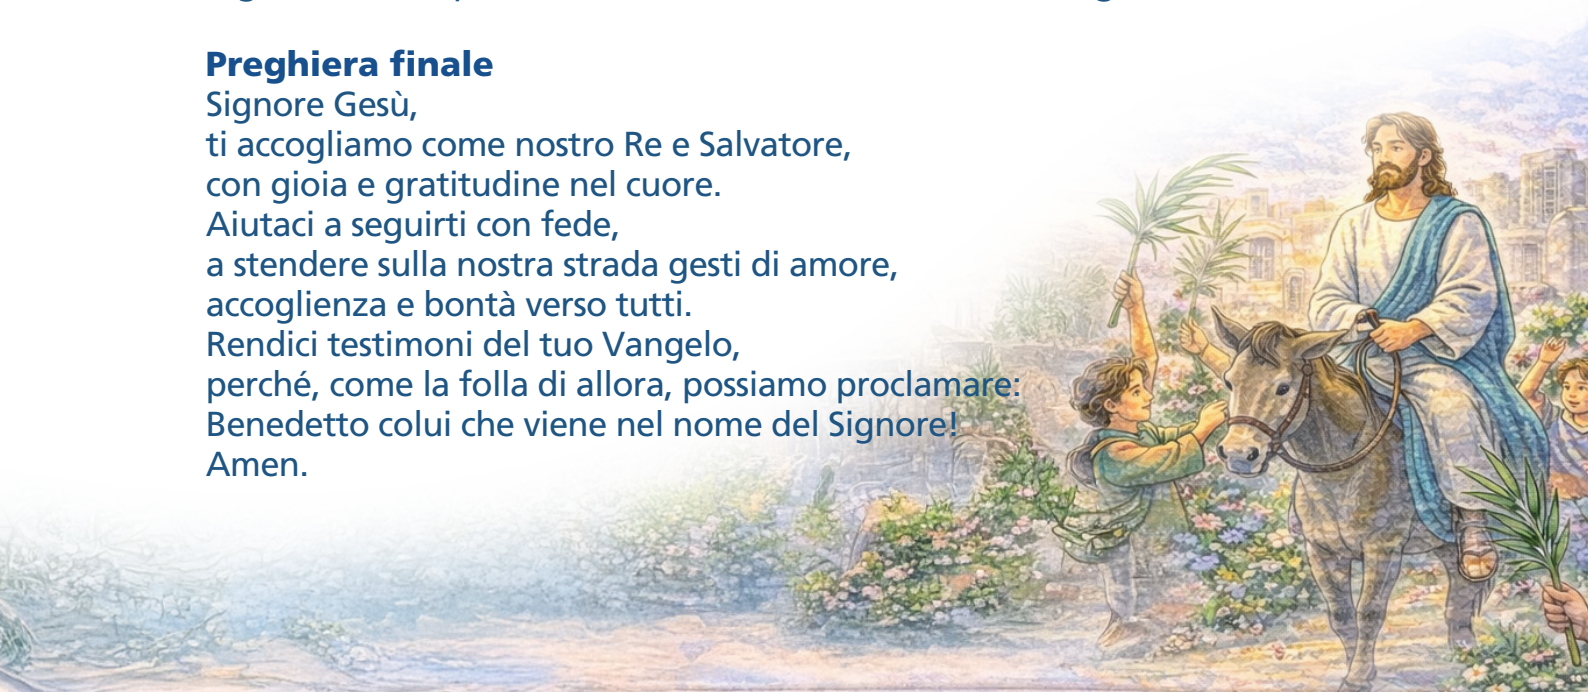 Preghiera finale
Signore Gesù,
ti accogliamo come nostro Re e Salvatore,
con gioia e gratitudine nel cuore.
Aiutaci a seguirti con fede,
a stendere sulla nostra strada gesti di amore,
accoglienza e bontà verso tutti.
Rendici testimoni del tuo Vangelo,
perché, come la folla di allora, possiamo proclamare:
Benedetto colui che viene nel nome del Signore!
Amen.